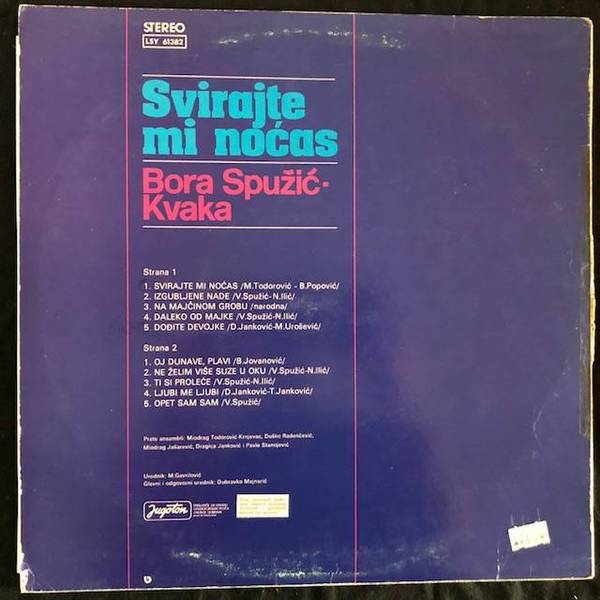 STEREO
LSY 61382
Svirajte
mi noćas
Bora Spužić-
Kvaka
Strana 1
1. SVIRAJTE MI NOĆAS /M.Todorović - B.Popović/
2. IZGUBLJENE NADE /V.Spužić-N.Ilić/
3. NA MAJČINOM GROBU /narodna/
4. DALEKO OD MAJKE /V.Spužić-N.Ilić/
5 DOĐITE DEVOJKE /D.Janković-M.Urošević/
Strana 2
1. OJ DUNAVE, PLAVI /B.Jovanović/
2. NE ŽELIM VIŠE SUZE U OKU /V.Spužić-N.Ilić/
3. TI SI PROLEĆE /V.Spužić-N.Ilić/
4. LJUBI ME LJUBI /D.Janković-T.Janković/
5. OPET SAM SAM /V.Spužić/
Prate ansambli: Miodrag Todorović-Krnjevac, Duško Radančević,
Miodrag Jašarević, Dragica Janković i Pavle Stanojević
Urednik: M.Gavrilović
Glavni i odgovorni urednik: Dubravko Majnarić
Jugoton